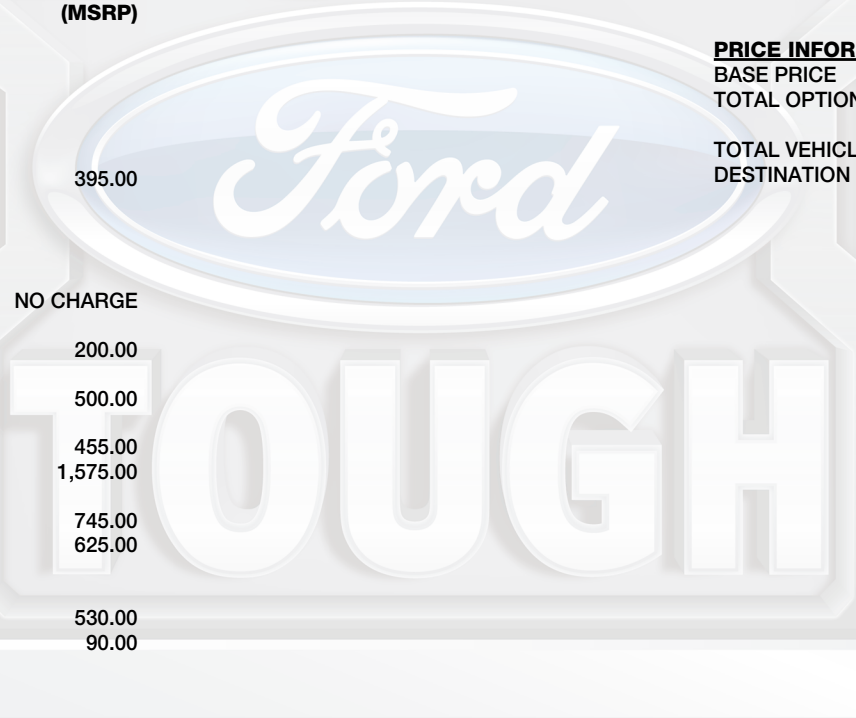 (MSRP)
395.00
NO CHARGE
200.00
500.00
455.00
1,575.00
745.00
625.00
530.00
90.00
PRICE INFOR
BASE PRICE
TOTAL OPTION
TOTAL VEHICL
DESTINATION
Ford
TOUGH